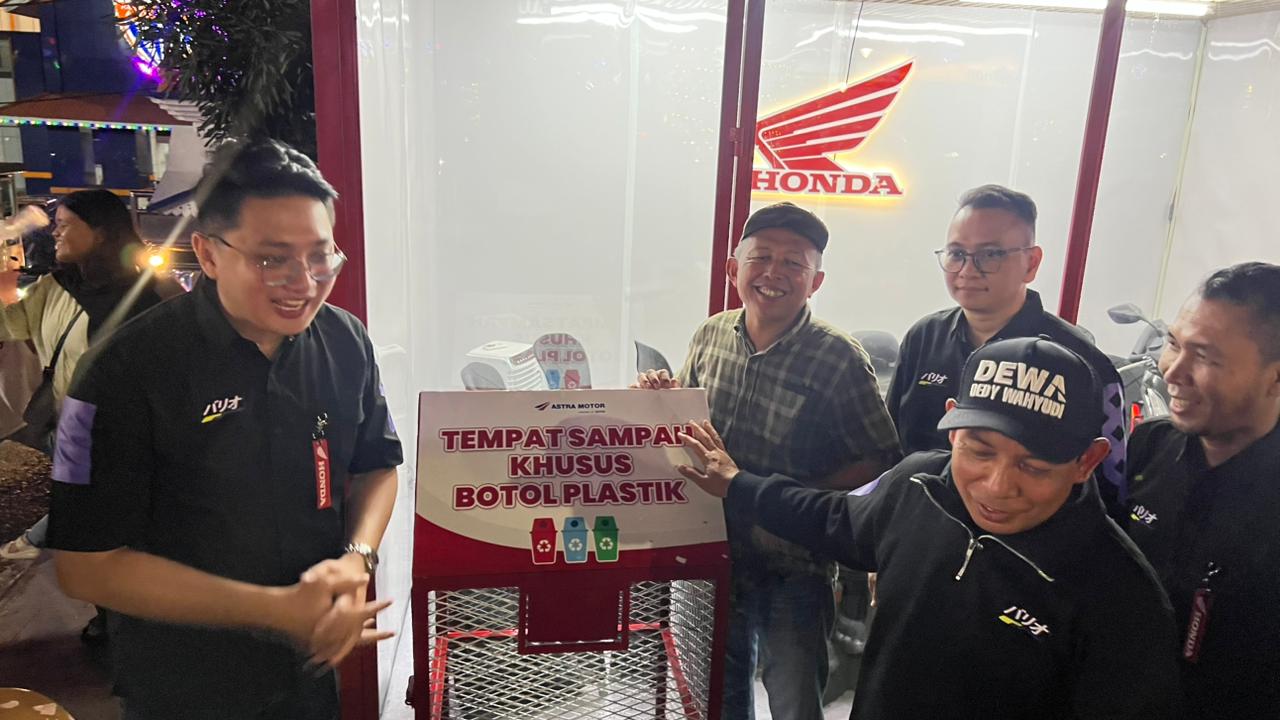 HONDA
ASTRA MOTOR
TEMPAT SAMPAH
KHUSUS
BOTOL PLASTIK
バリオ
HONDA
バリオ
DEWA
DEDY WAHYUDI
バリオ
バリオ
HONDA